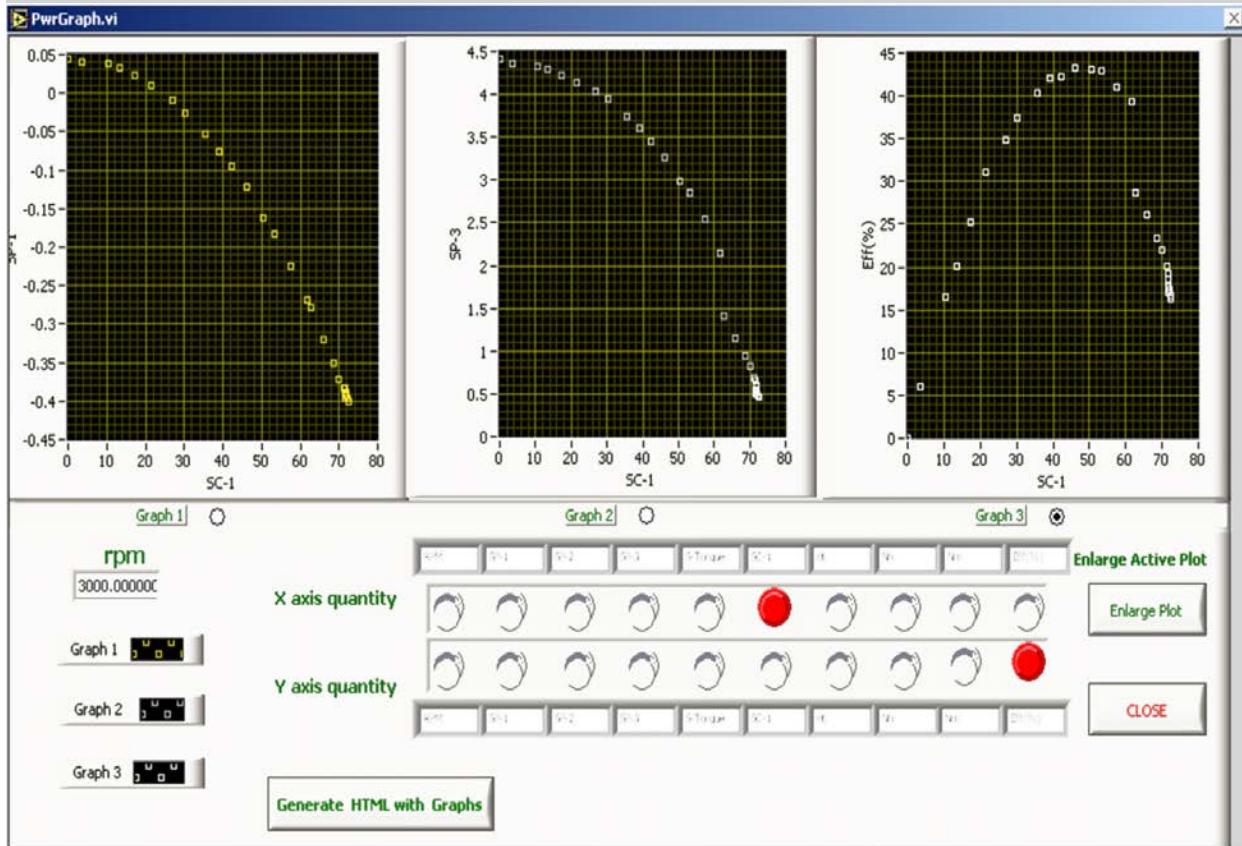 PwrGraph.vi
0.05
0
-0.05
-0.1
-0.15
-0.2
-0.25
-0.3
-0.35
-0.4
-0.45
SP-1
0 10 20 30 40 50 60 70 80
SC-1
4.5
4
3.5
3
2.5
2
1.5
1
0.5
0
SP-3
0 10 20 30 40 50 60 70 80
SC-1
45
40
35
30
25
20
15
10
5
0
Eff(%)
0 10 20 30 40 50 60 70 80
SC-1
Graph 1 Graph 2 Graph 3
rpm
3000.000000
X axis quantity
Y axis quantity
Enlarge Active Plot
Enlarge Plot
CLOSE
Graph 1
Graph 2
Graph 3
Generate HTML with Graphs